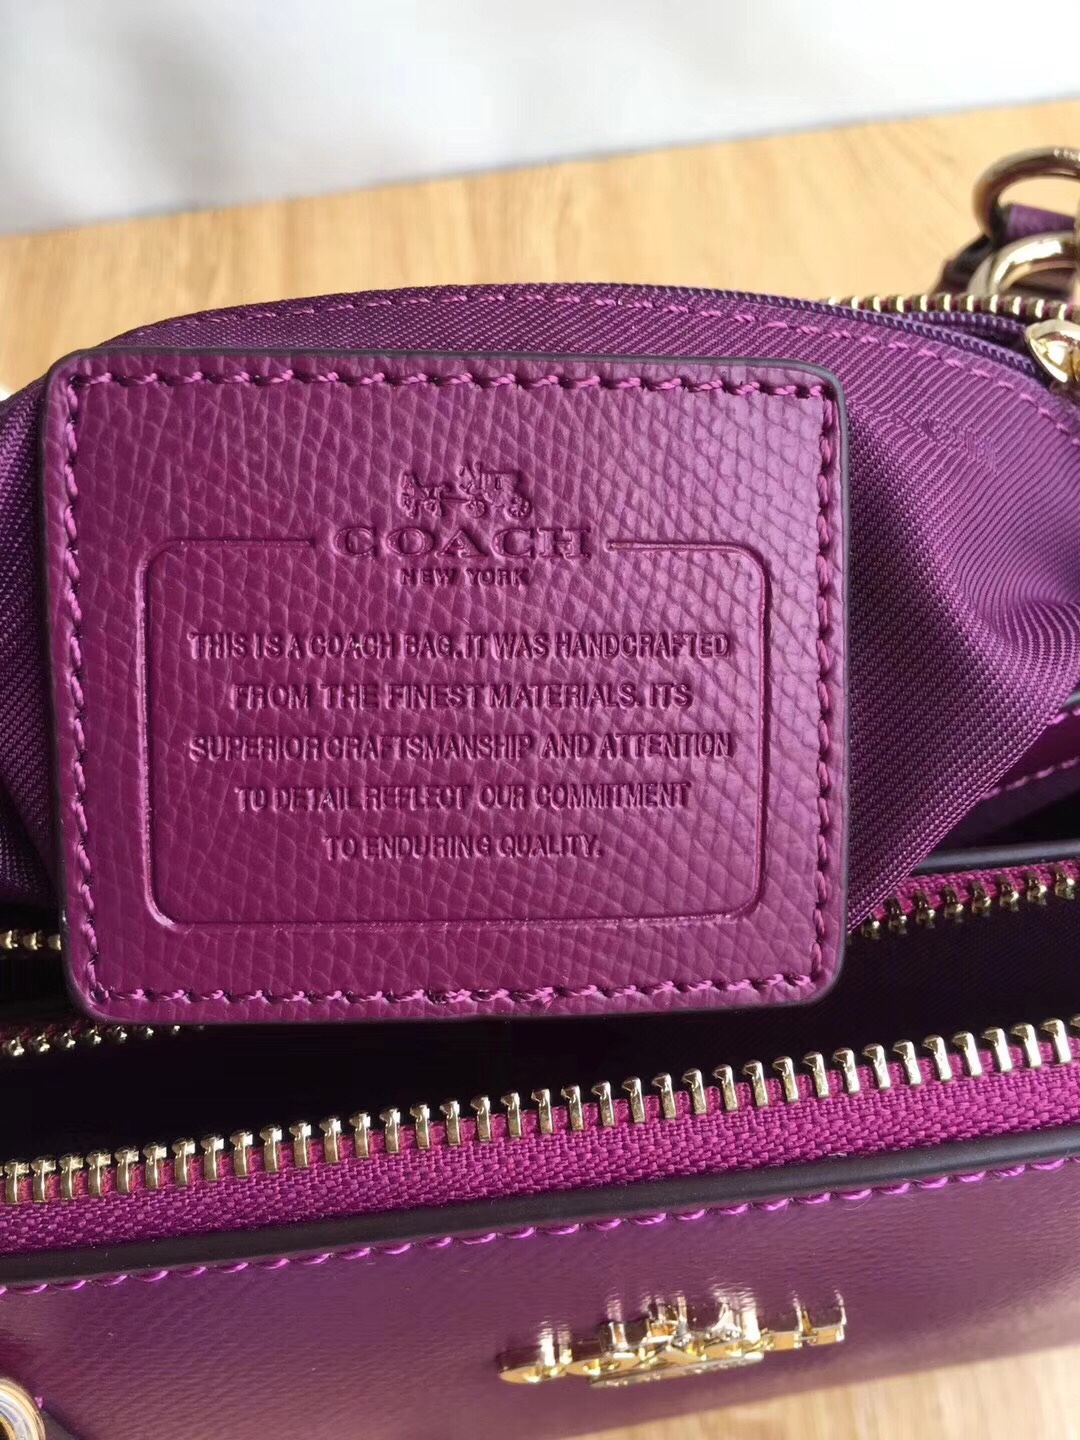 COACH
NEW YORK
THIS IS A COACH BAG. IT WAS HANDCRAFTED
FROM THE FINEST MATERIALS. ITS
SUPERIOR CRAFTSMANSHIP AND ATTENTION
TO DETAIL REFLECT OUR COMMITMENT
TO ENDURING QUALITY.
COACH